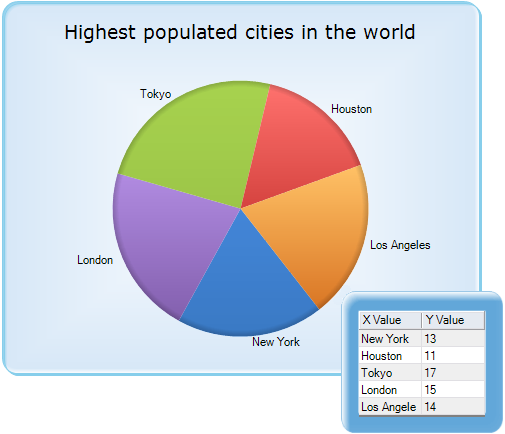 Highest populated cities in the world
Tokyo
Houston
London
Los Angeles
New York
X Value Y Value
New York 13
Houston 11
Tokyo 17
London 15
Los Angele 14